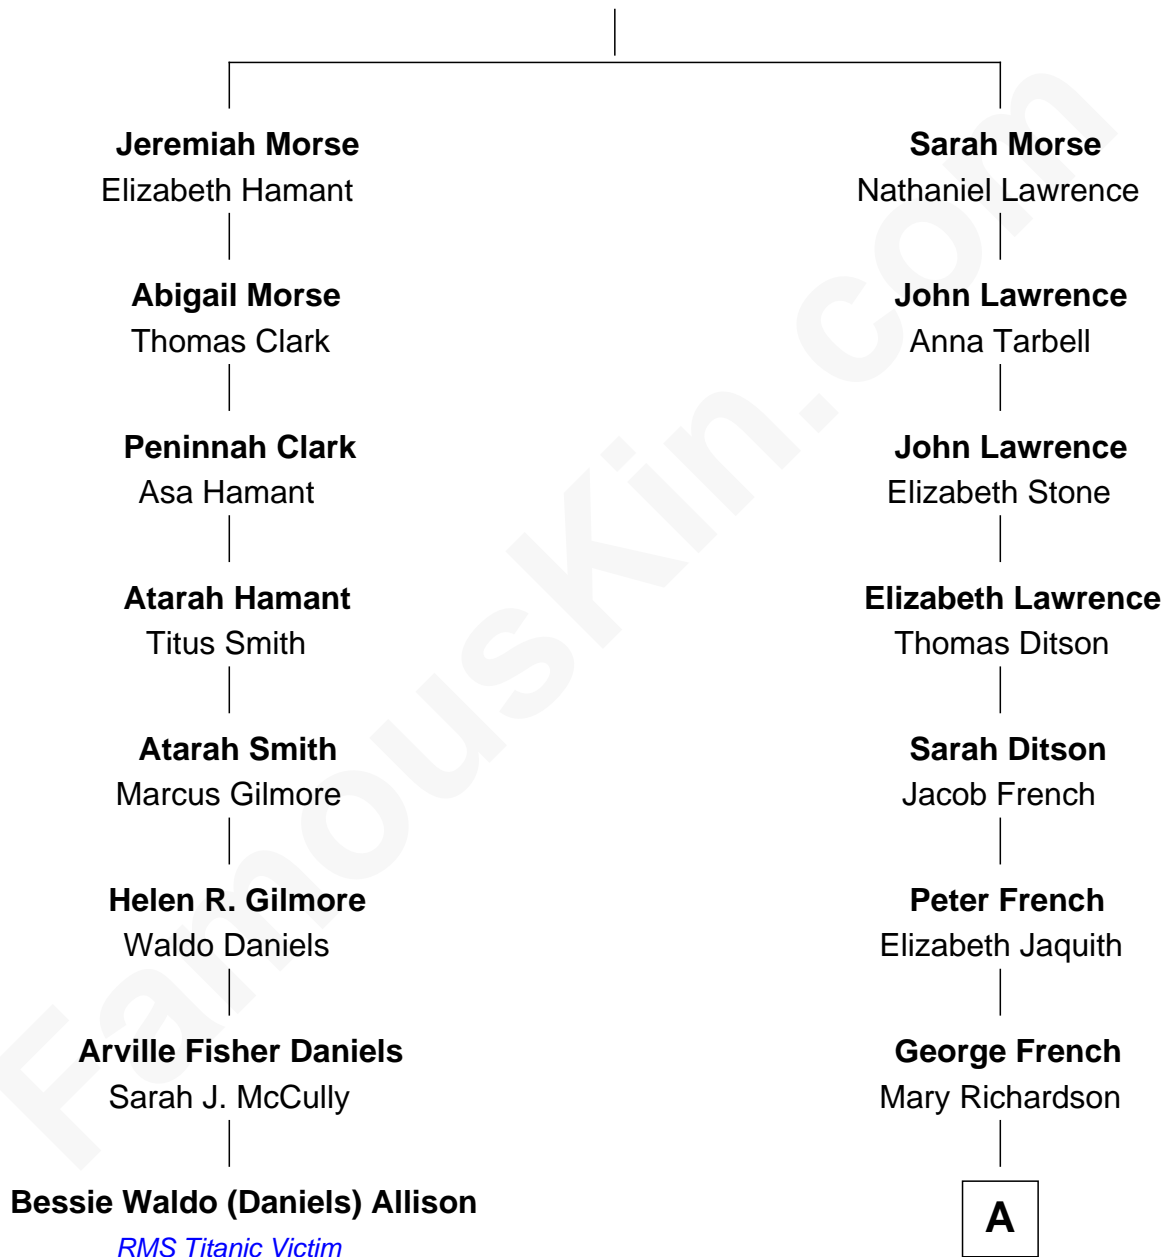 Jeremiah Morse
Elizabeth Hamant
Abigail Morse
Thomas Clark
Peninnah Clark
Asa Hamant
Atarah Hamant
Titus Smith
Atarah Smith
Marcus Gilmore
Helen R. Gilmore
Waldo Daniels
Arville Fisher Daniels
Sarah J. McCully
Bessie Waldo (Daniels) Allison
RMS Titanic Victim
Sarah Morse
Nathaniel Lawrence
John Lawrence
Anna Tarbell
John Lawrence
Elizabeth Stone
Elizabeth Lawrence
Thomas Ditson
Sarah Ditson
Jacob French
Peter French
Elizabeth Jaquith
George French
Mary Richardson
A
FamousKin.com